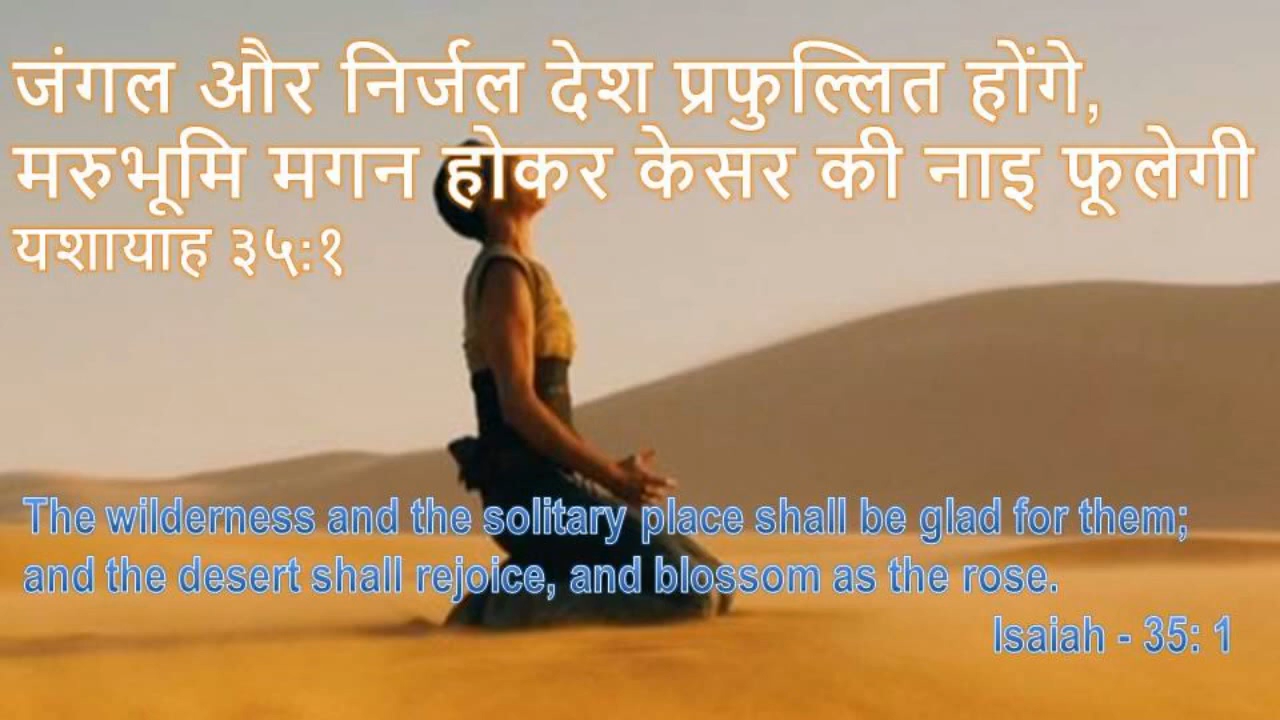 जंगल और निर्जल देश प्रफुल्लित होंगे,
मरुभूमि मगन होकर केसर की नाइ फूलेगी
यशायाह ३५:१
The wilderness and the solitary place shall be glad for them;
and the desert shall rejoice, and blossom as the rose.
Isaiah - 35: 1